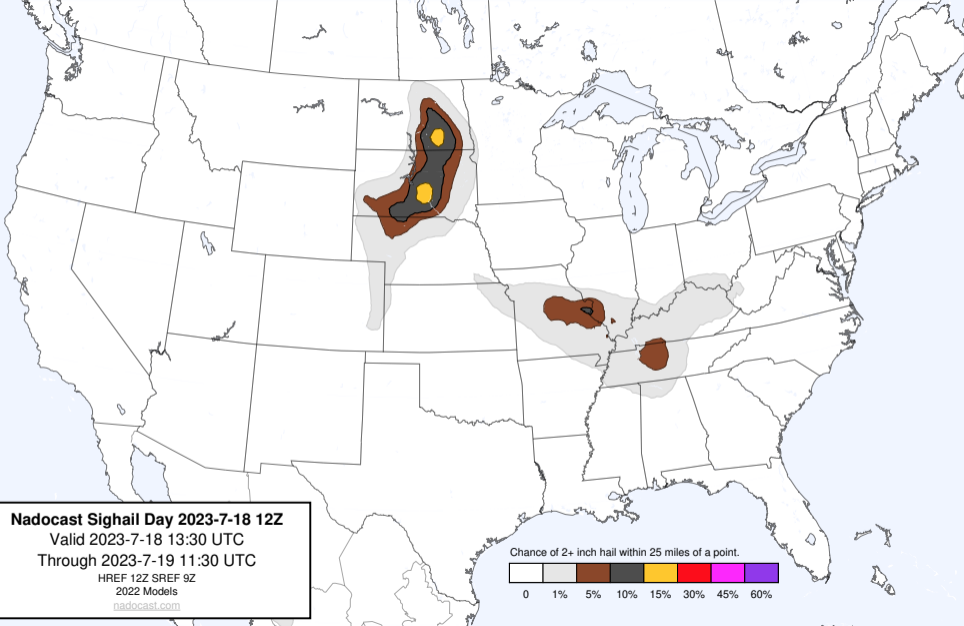 Nadocast Sighail Day 2023-7-18 12Z
Valid 2023-7-18 13:30 UTC
Through 2023-7-19 11:30 UTC
HREF 12Z SREF 9Z
2022 Models
nadocast.com
Chance of 2+ inch hail within 25 miles of a point.
0 1% 5% 10% 15% 30% 45% 60%